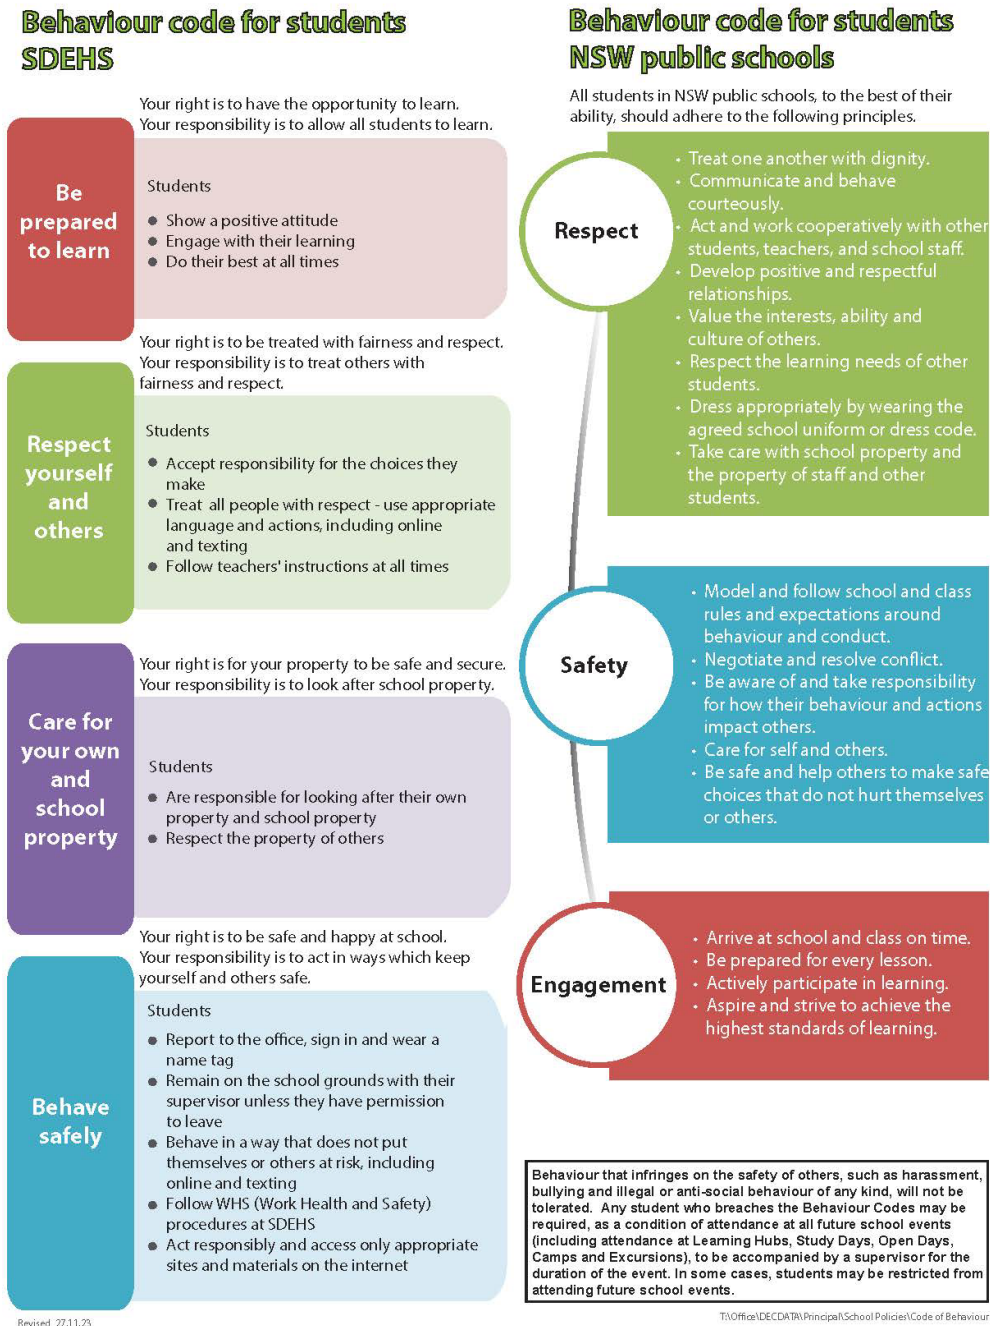 Behaviour code for students
SDEHS
Your right is to have the opportunity to learn.
Your responsibility is to allow all students to learn.
Be
prepared
to learn
Students
● Show a positive attitude
● Engage with their learning
● Do their best at all times
Your right is to be treated with fairness and respect.
Your responsibility is to treat others with
fairness and respect.
Respect
yourself
and
others
Students
● Accept responsibility for the choices they
make
● Treat all people with respect - use appropriate
language and actions, including online
and texting
● Follow teachers' instructions at all times
Your right is for your property to be safe and secure.
Your responsibility is to look after school property.
Care for
your own
and
school
property
Students
● Are responsible for looking after their own
property and school property
● Respect the property of others
Your right is to be safe and happy at school.
Your responsibility is to act in ways which keep
yourself and others safe.
Behave
safely
Students
● Report to the office, sign in and wear a
name tag
● Remain on the school grounds with their
supervisor unless they have permission
to leave
● Behave in a way that does not put
themselves or others at risk, including
online and texting
● Follow WHS (Work Health and Safety)
procedures at SDEHS
● Act responsibly and access only appropriate
sites and materials on the internet
Revised 27.11.23
Behaviour code for students
NSW public schools
All students in NSW public schools, to the best of their
ability, should adhere to the following principles.
Respect
• Treat one another with dignity.
• Communicate and behave
courteously.
• Act and work cooperatively with other
students, teachers, and school staff.
• Develop positive and respectful
relationships.
• Value the interests, ability and
culture of others.
• Respect the learning needs of other
students.
• Dress appropriately by wearing the
agreed school uniform or dress code.
• Take care with school property and
the property of staff and other
students.
Safety
• Model and follow school and class
rules and expectations around
behaviour and conduct.
• Negotiate and resolve conflict.
• Be aware of and take responsibility
for how their behaviour and actions
impact others.
• Care for self and others.
• Be safe and help others to make safe
choices that do not hurt themselves
or others.
Engagement
• Arrive at school and class on time.
• Be prepared for every lesson.
• Actively participate in learning.
• Aspire and strive to achieve the
highest standards of learning.
Behaviour that infringes on the safety of others, such as harassment,
bullying and illegal or anti-social behaviour of any kind, will not be
tolerated. Any student who breaches the Behaviour Codes may be
required, as a condition of attendance at all future school events
(including attendance at Learning Hubs, Study Days, Open Days,
Camps and Excursions), to be accompanied by a supervisor for the
duration of the event. In some cases, students may be restricted from
attending future school events.
T:\Office\DECDATA\Principal\School Policies\Code of Behaviour